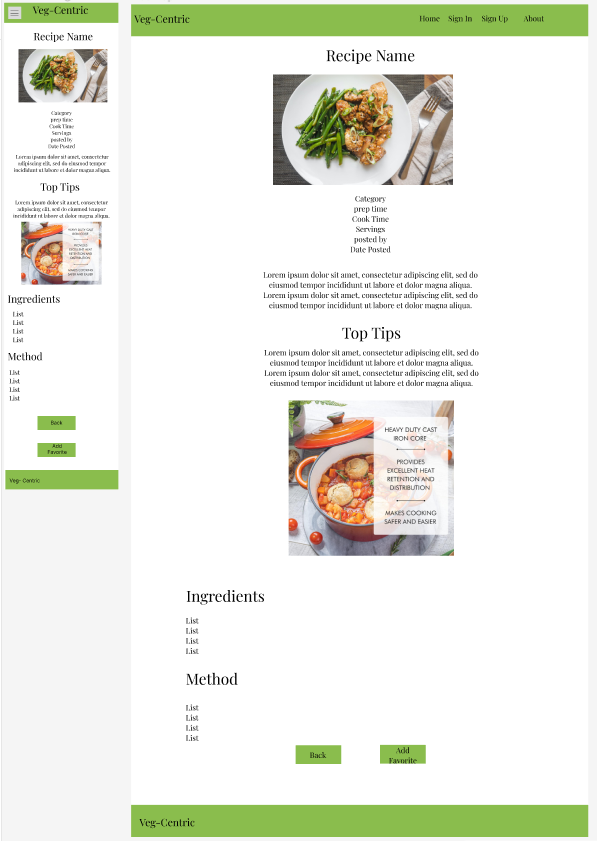 Veg-Centric
Recipe Name
Category
prep time
Cook Time
Servings
posted by
Date Posted
Lorem ipsum dolor sit amet, consectetur
adipiscing elit, sed do eiusmod tempor
incididunt ut labore et dolore magna aliqua.
Top Tips
Lorem ipsum dolor sit amet, consectetur
adipiscing elit, sed do eiusmod tempor
incididunt ut labore et dolore magna aliqua.
HEAVY DUTY CAST
IRON CORE
PROVIDES
EXCELLENT HEAT
RETENTION AND
DISTRIBUTION
MAKES COOKING
SAFER AND EASIER
Ingredients
List
List
List
List
Method
List
List
List
List
Back
Add
Favorite
Veg- Centric
Veg-Centric
Home Sign In Sign Up About
Recipe Name
Category
prep time
Cook Time
Servings
posted by
Date Posted
Lorem ipsum dolor sit amet, consectetur adipiscing elit, sed do
eiusmod tempor incididunt ut labore et dolore magna aliqua.
Lorem ipsum dolor sit amet, consectetur adipiscing elit, sed do
eiusmod tempor incididunt ut labore et dolore magna aliqua.
Top Tips
Lorem ipsum dolor sit amet, consectetur adipiscing elit, sed do
eiusmod tempor incididunt ut labore et dolore magna aliqua.
Lorem ipsum dolor sit amet, consectetur adipiscing elit, sed do
eiusmod tempor incididunt ut labore et dolore magna aliqua.
HEAVY DUTY CAST
IRON CORE
PROVIDES
EXCELLENT HEAT
RETENTION AND
DISTRIBUTION
MAKES COOKING
SAFER AND EASIER
Ingredients
List
List
List
List
Method
List
List
List
List
Back
Add
Favorite
Veg-Centric